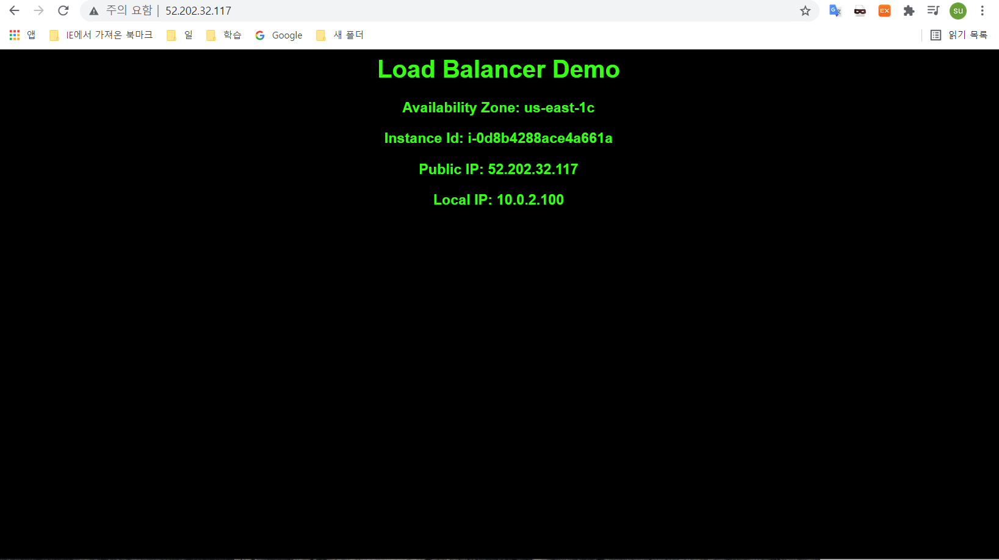 주의 요함 | 52.202.32.117
EX
su
앱 IE에서 가져온 북마크 일 학습 Google 새 폴더 읽기 목록
Load Balancer Demo
Availability Zone: us-east-1c
Instance Id: i-0d8b4288ace4a661a
Public IP: 52.202.32.117
Local IP: 10.0.2.100